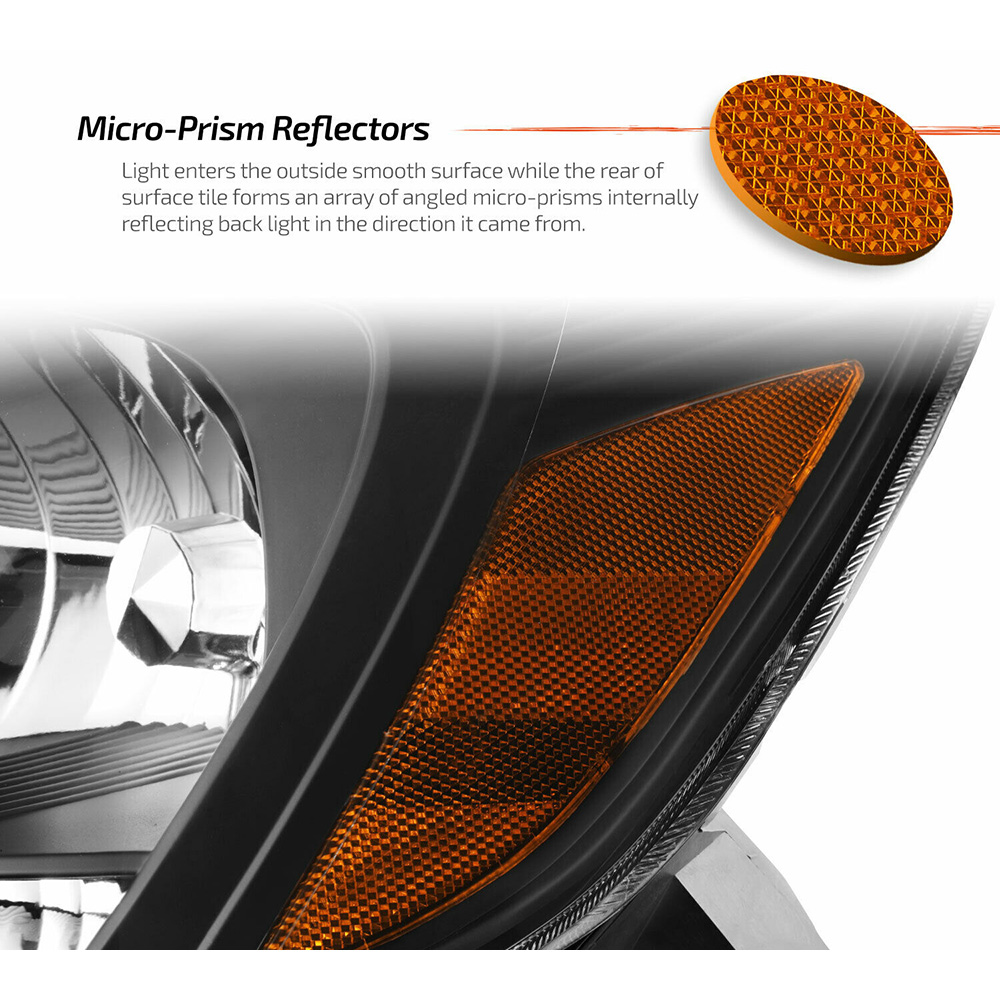 Micro-Prism Reflectors
Light enters the outside smooth surface while the rear of
surface tile forms an array of angled micro-prisms internally
reflecting back light in the direction it came from.